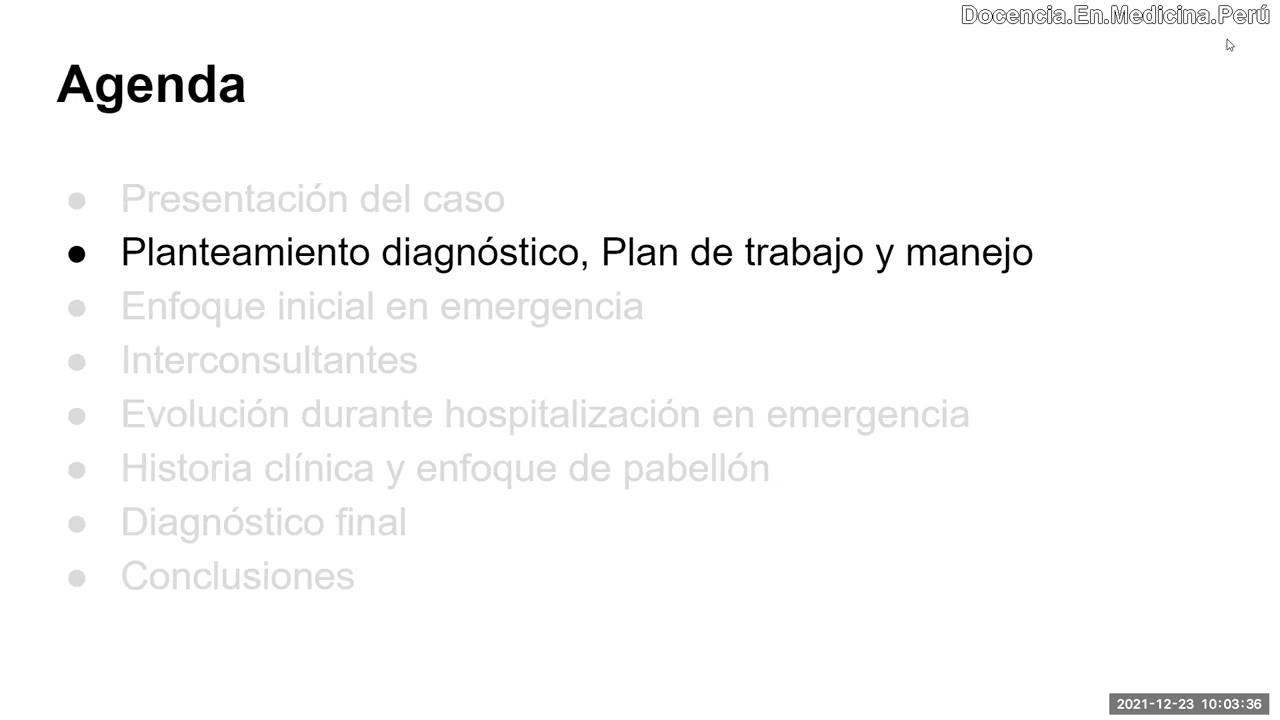 Docencia.En.Medicina.Perú
Agenda
● Presentación del caso
● Planteamiento diagnóstico, Plan de trabajo y manejo
● Enfoque inicial en emergencia
● Interconsultantes
● Evolución durante hospitalización en emergencia
● Historia clínica y enfoque de pabellón
● Diagnóstico final
● Conclusiones
2021-12-23 10:03:36